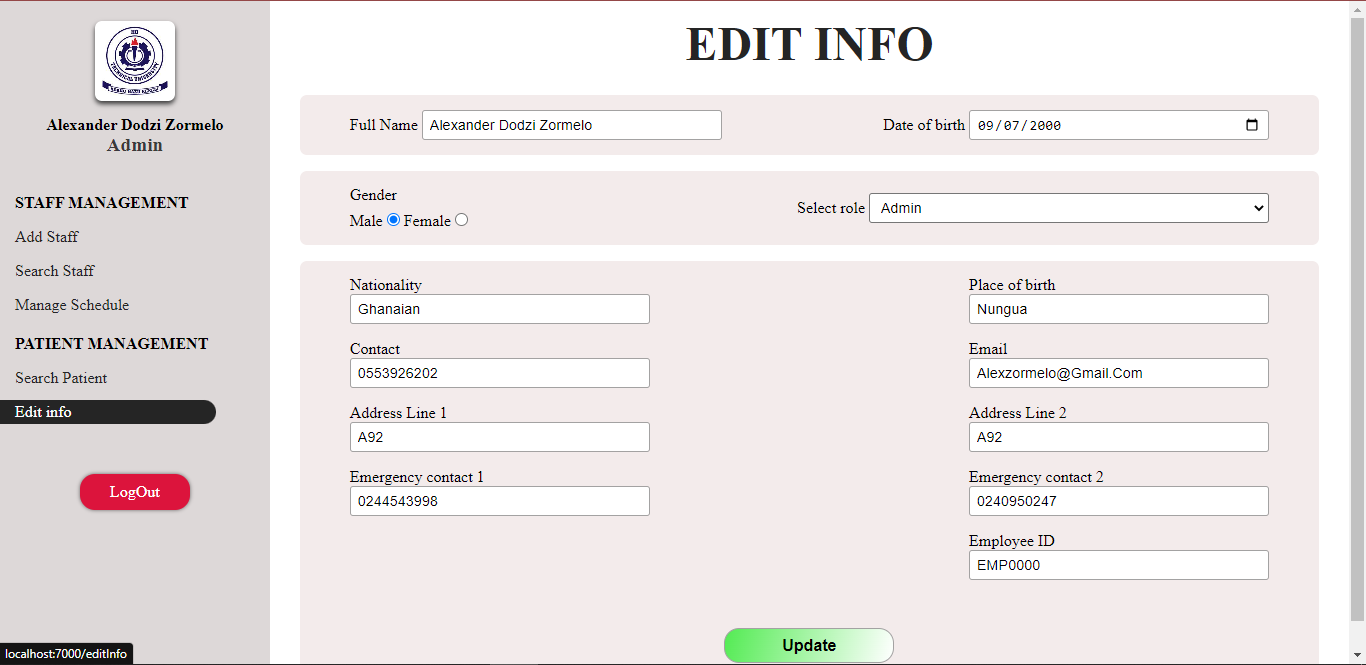 HO
TECHNICAL UNIVERSITY
Alexander Dodzi Zormelo
Admin
STAFF MANAGEMENT
Add Staff
Search Staff
Manage Schedule
PATIENT MANAGEMENT
Search Patient
Edit info
LogOut
localhost:7000/editInfo
EDIT INFO
Full Name Alexander Dodzi Zormelo Date of birth 09/07/2000
Gender
Male Female Select role Admin
Nationality Place of birth
Ghanaian Nungua
Contact Email
0553926202 Alexzormelo@Gmail.Com
Address Line 1 Address Line 2
A92 A92
Emergency contact 1 Emergency contact 2
0244543998 0240950247
Employee ID
EMP0000
Update